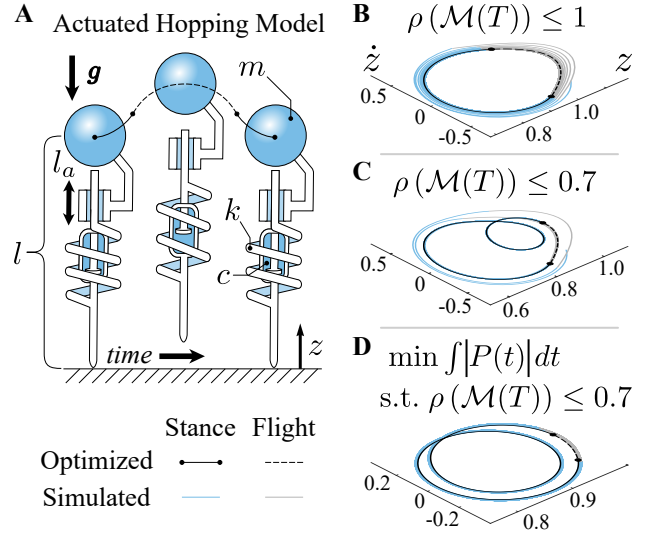 A Actuated Hopping Model
g
m
l_a
k
l
c
time
z
Stance Flight
Optimized
Simulated
B ρ (ℳ(T)) ≤ 1
ż z
0.5 0 -0.5 0.8 1.0
C ρ (ℳ(T)) ≤ 0.7
0.5 0 -0.5 0.6 0.8 1.0
D min ∫|P(t)| dt
s.t. ρ (ℳ(T)) ≤ 0.7
0.2 0 -0.2 0.8 0.9